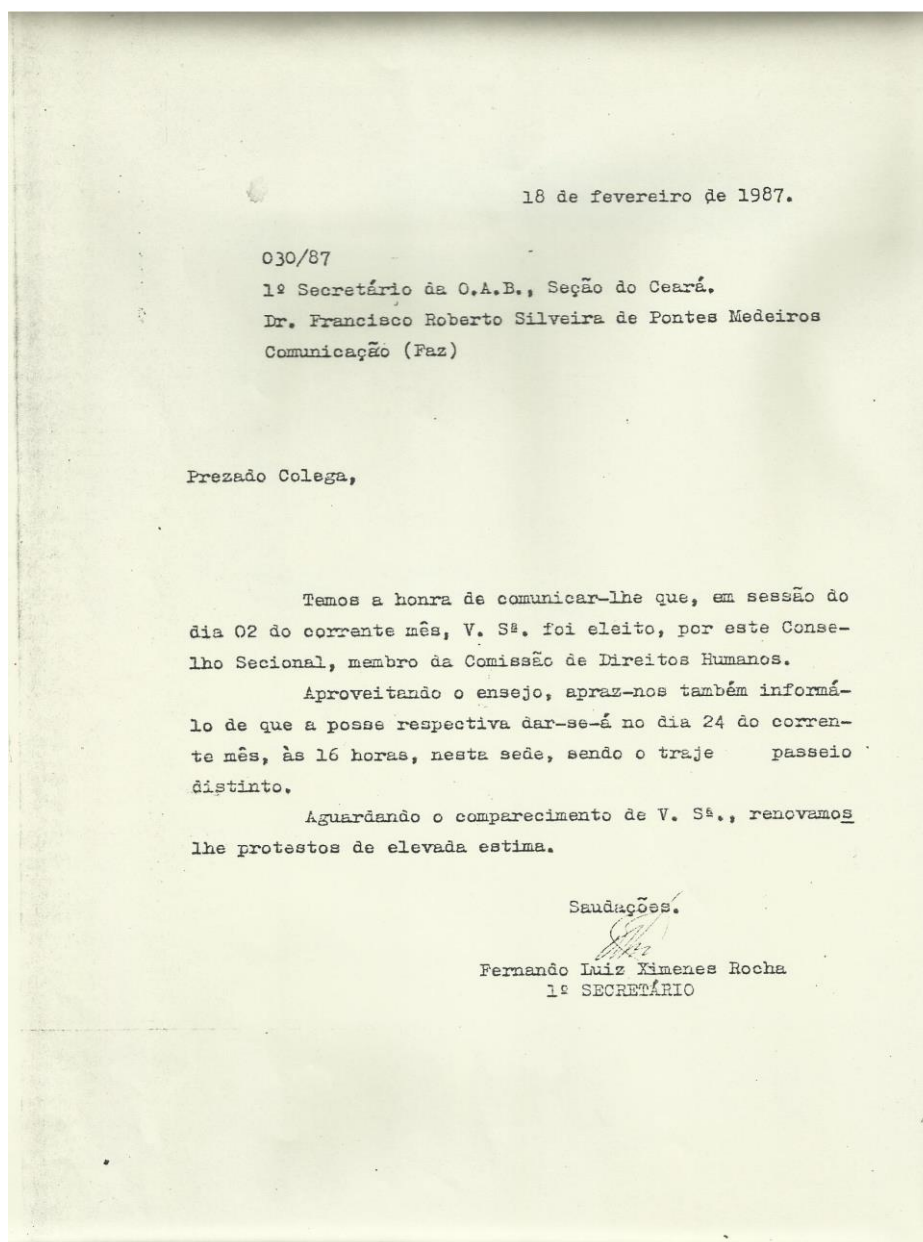 18 de fevereiro de 1987.
030/87
1º Secretário da O.A.B., Seção do Ceará.
Dr. Francisco Roberto Silveira de Pontes Medeiros
Comunicação (Faz)
Prezado Colega,
Temos a honra de comunicar-lhe que, em sessão do
dia 02 do corrente mês, V. Sª. foi eleito, por este Conse-
lho Secional, membro da Comissão de Direitos Humanos.
Aproveitando o ensejo, apraz-nos também informá-
lo de que a posse respectiva dar-se-á no dia 24 do corren-
te mês, às 16 horas, nesta sede, sendo o traje passeio
distinto.
Aguardando o comparecimento de V. Sª., renovamos
lhe protestos de elevada estima.
Saudações.
Fernando Luiz Ximenes Rocha
1º SECRETÁRIO